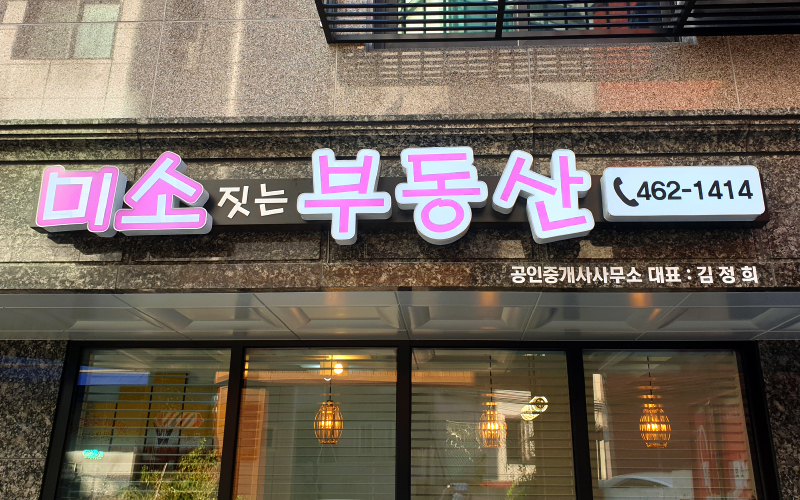 미소 짓는 부동산 462-1414
공인중개사사무소 대표 : 김정희